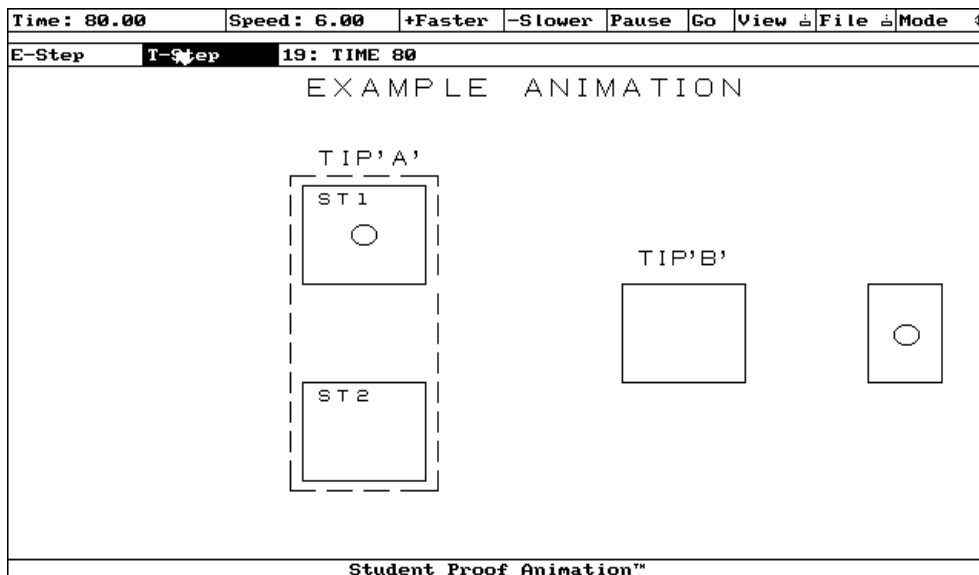 Time: 80.00 Speed: 6.00 +Faster -Slower Pause Go View File Mode
E-Step T-Step 19: TIME 80
EXAMPLE ANIMATION
TIP'A'
ST1
TIP'B'
ST2
Student Proof Animation™